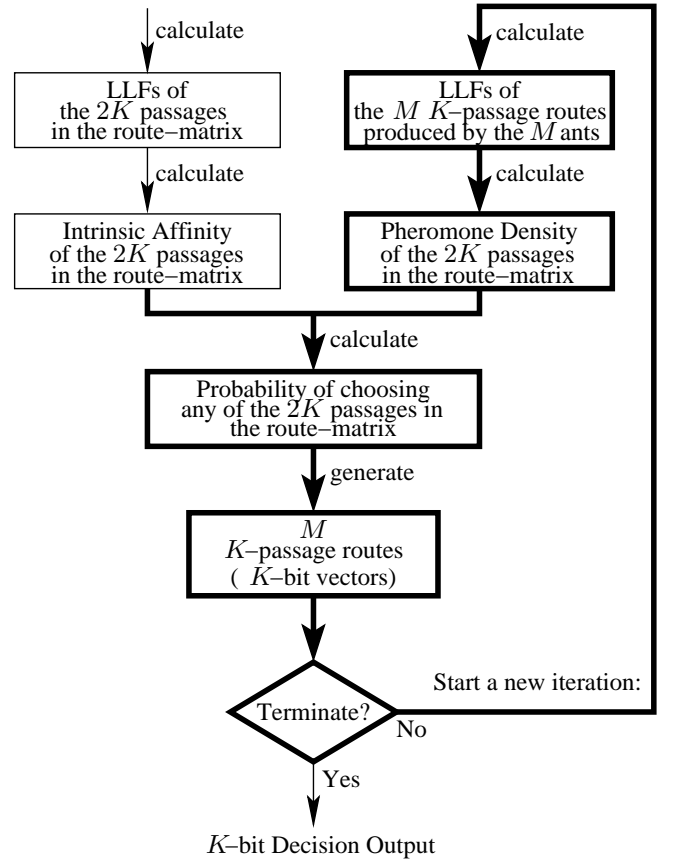 calculate
LLFs of
the 2K passages
in the route–matrix
calculate
Intrinsic Affinity
of the 2K passages
in the route–matrix
calculate
LLFs of
the M K–passage routes
produced by the M ants
calculate
Pheromone Density
of the 2K passages
in the route–matrix
calculate
Probability of choosing
any of the 2K passages in
the route–matrix
generate
M
K–passage routes
( K–bit vectors)
Start a new iteration:
Terminate?
No
Yes
K–bit Decision Output